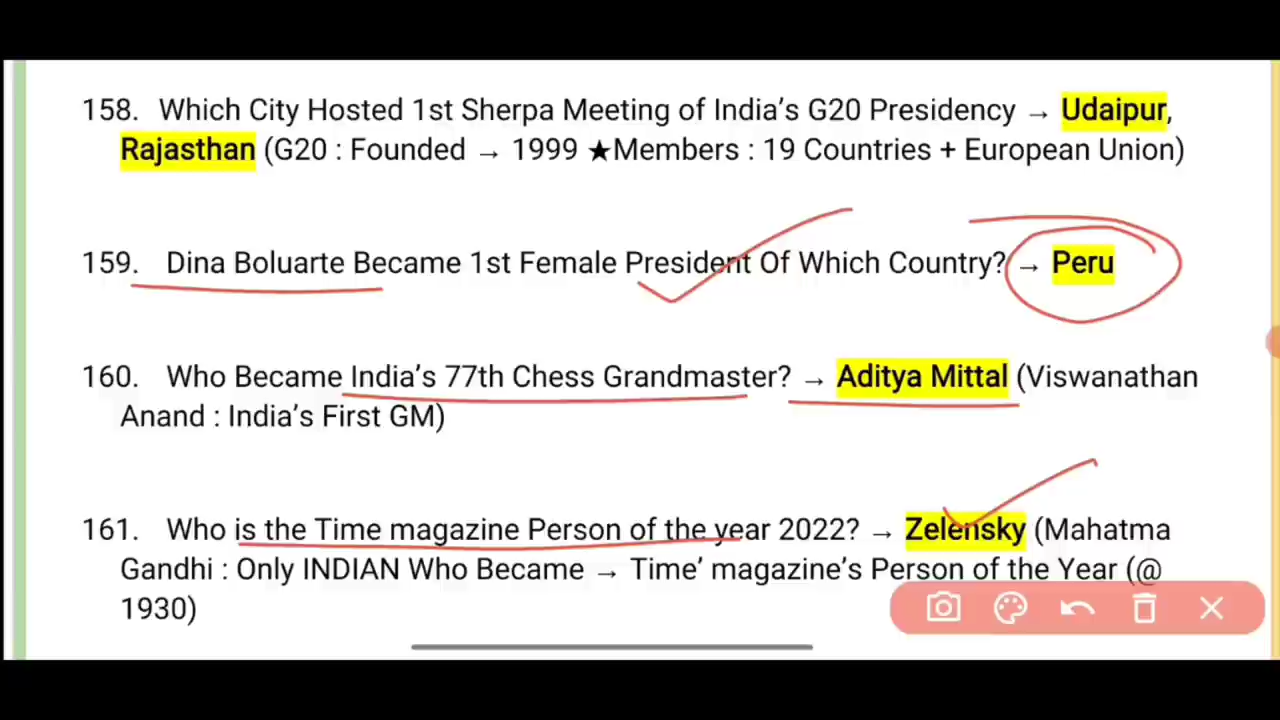 158. Which City Hosted 1st Sherpa Meeting of India's G20 Presidency → Udaipur,
Rajasthan (G20 : Founded → 1999 ★Members : 19 Countries + European Union)
159. Dina Boluarte Became 1st Female President Of Which Country? → Peru
160. Who Became India's 77th Chess Grandmaster? → Aditya Mittal (Viswanathan
Anand : India's First GM)
161. Who is the Time magazine Person of the year 2022? → Zelensky (Mahatma
Gandhi : Only INDIAN Who Became → Time' magazine's Person of the Year (@
1930)